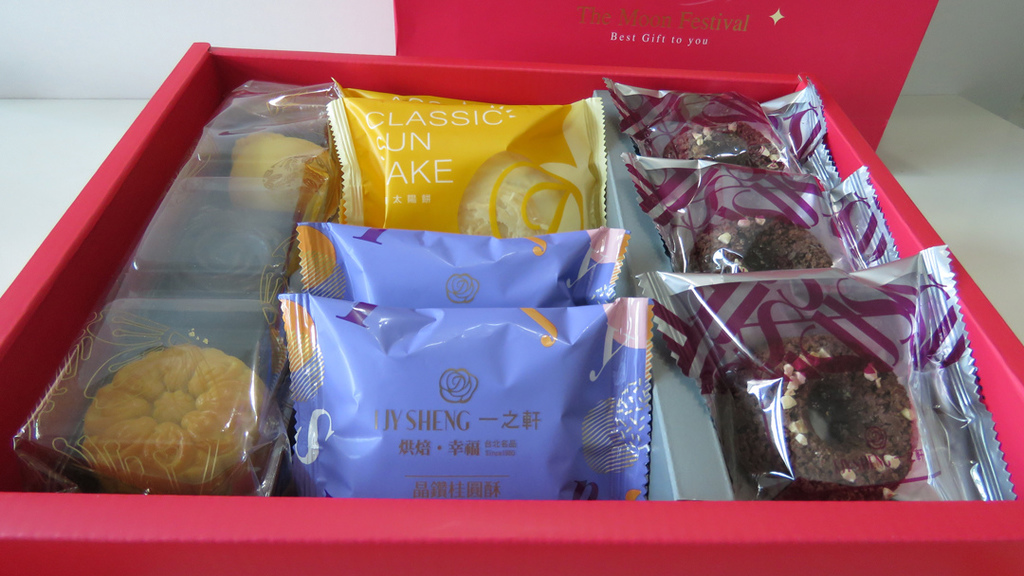 The Moon Festival
Best Gift to you
CLASSIC
UN
AKE
太陽餅
IJY SHENG 一之軒
烘焙・幸福
晶鑽桂圓酥